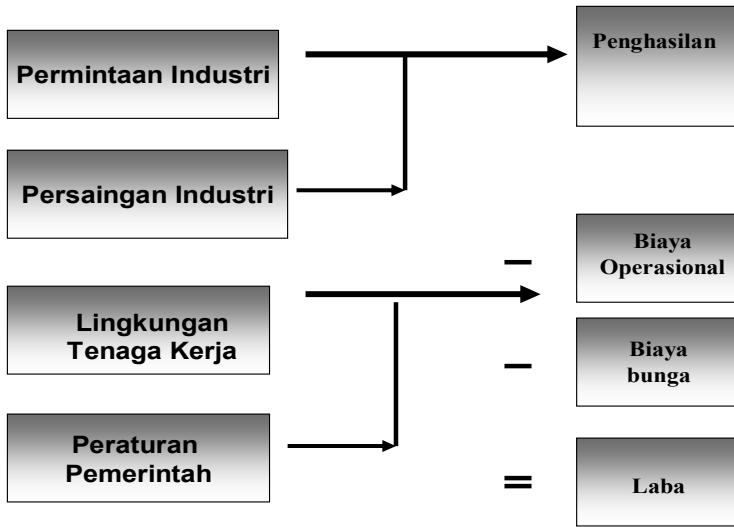 Permintaan Industri
Penghasilan
Persaingan Industri
–
Biaya
Operasional
Lingkungan
Tenaga Kerja
–
Biaya
bunga
Peraturan
Pemerintah
=
Laba